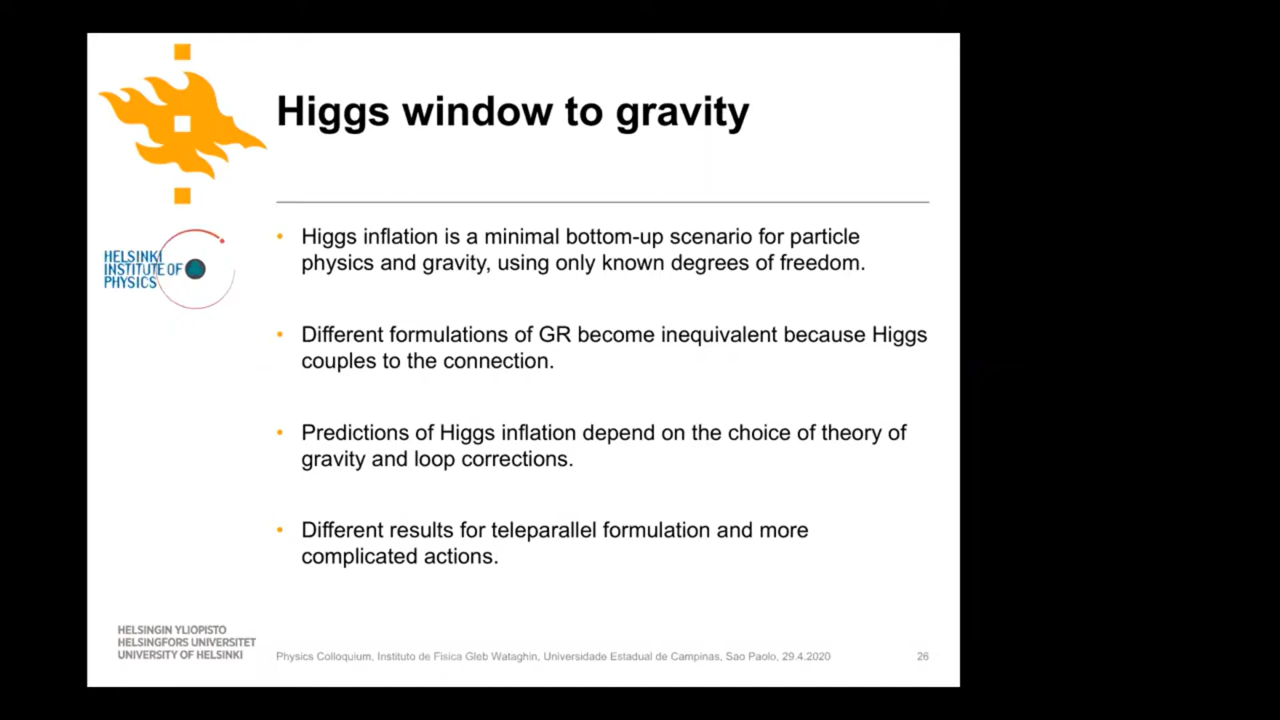 Higgs window to gravity
HELSINKI
INSTITUTE OF
PHYSICS
• Higgs inflation is a minimal bottom-up scenario for particle
physics and gravity, using only known degrees of freedom.
• Different formulations of GR become inequivalent because Higgs
couples to the connection.
• Predictions of Higgs inflation depend on the choice of theory of
gravity and loop corrections.
• Different results for teleparallel formulation and more
complicated actions.
HELSINGIN YLIOPISTO
HELSINGFORS UNIVERSITET
UNIVERSITY OF HELSINKI
Physics Colloquium, Instituto de Fisica Gleb Wataghin, Universidade Estadual de Campinas, Sao Paolo, 29.4.2020
26